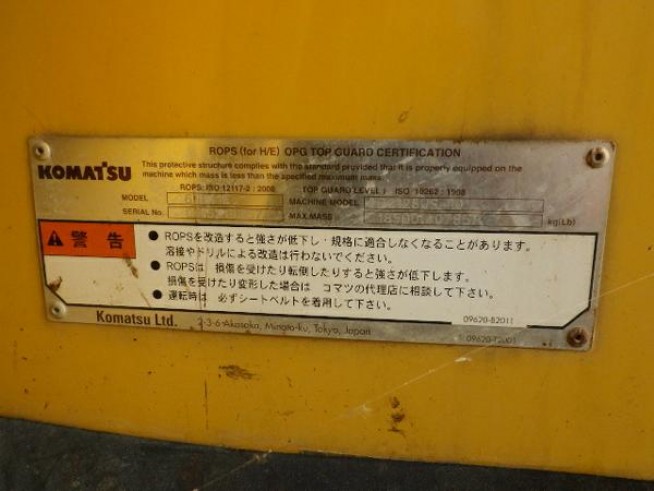 ROPS (for H/E) OPG TOP GUARD CERTIFICATION
KOMATSU
This protective structure complies with the standard provided that it is properly equipped on the
machine which mass is less than the specified maximum mass.
ROPS: ISO 12117-2 : 2008 TOP GUARD LEVEL I ISO 10262 : 1998
MODEL MACHINE MODEL
SERIAL No. MAX.MASS kg(Lb)
警告
● ROPSを改造すると強さが低下し・規格に適合しなくなることがあります。
溶接やドリルによる改造は行わないでください。
● ROPSは 損傷を受けたり転倒したりすると強さが低下します。
損傷を受けたり変形した場合は コマツの代理店に相談して下さい。
● 運転時は 必ずシートベルトを着用して下さい。
09620-B2011
Komatsu Ltd. 2-3-6 Akasaka, Minato-ku, Tokyo, Japan